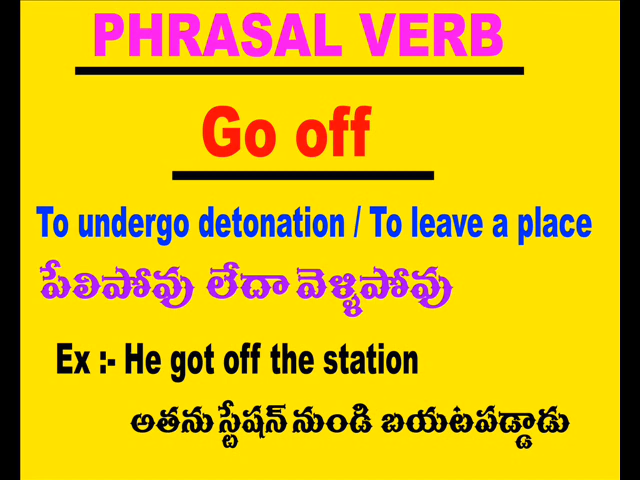 PHRASAL VERB
Go off
To undergo detonation / To leave a place
పేలిపోవు లేదా వెళ్ళిపోవు
Ex :- He got off the station
అతను స్టేషన్ నుండి బయటపడ్డాడు